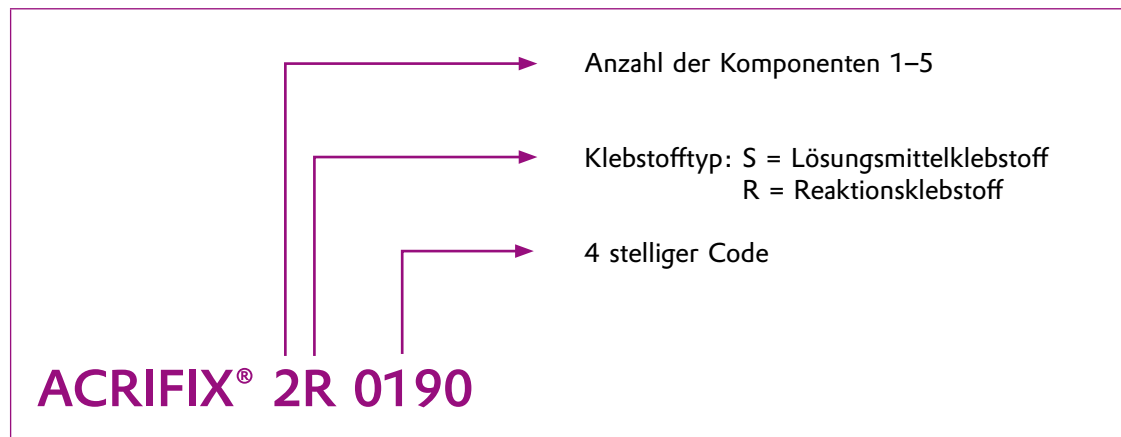 Anzahl der Komponenten 1–5
Klebstofftyp: S = Lösungsmittelklebstoff
R = Reaktionsklebstoff
4 stelliger Code
ACRIFIX® 2R 0190